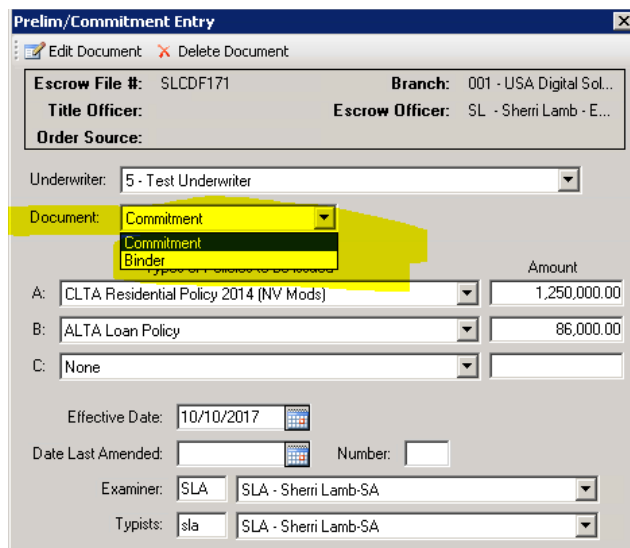 Prelim/Commitment Entry
Edit Document Delete Document
Escrow File #: SLCDF171 Branch: 001 - USA Digital Sol...
Title Officer: Escrow Officer: SL - Sherri Lamb - E...
Order Source:
Underwriter: 5 - Test Underwriter
Document: Commitment
Commitment
Binder
Amount
A: CLTA Residential Policy 2014 (NV Mods) 1,250,000.00
B: ALTA Loan Policy 86,000.00
C: None
Effective Date: 10/10/2017
Date Last Amended: Number:
Examiner: SLA SLA - Sherri Lamb-SA
Typists: sla SLA - Sherri Lamb-SA